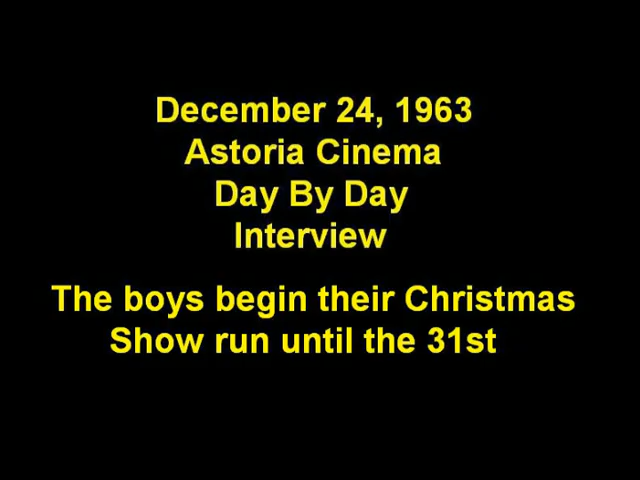 December 24, 1963
Astoria Cinema
Day By Day
Interview
The boys begin their Christmas
Show run until the 31st